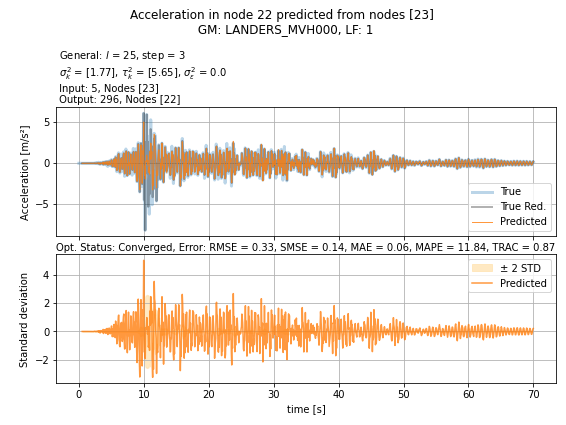 Acceleration in node 22 predicted from nodes [23]
GM: LANDERS_MVH000, LF: 1
General: l = 25, step = 3
σ²ₖ = [1.77], τ²ₖ = [5.65], σ²ε = 0.0
Input: 5, Nodes [23]
Output: 296, Nodes [22]
Acceleration [m/s²]
5
0
−5
True
True Red.
Predicted
Opt. Status: Converged, Error: RMSE = 0.33, SMSE = 0.14, MAE = 0.06, MAPE = 11.84, TRAC = 0.87
Standard deviation
4
2
0
−2
± 2 STD
Predicted
0 10 20 30 40 50 60 70
time [s]